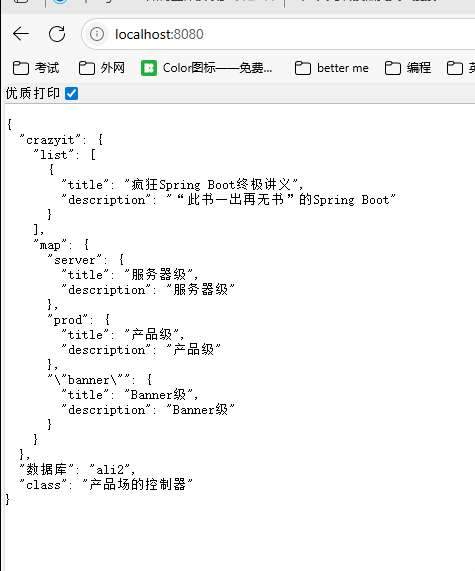 localhost:8080
考试 外网 Color图标——免费... better me 编程
优质打印
{
  "crazyit": {
    "list": [
      {
        "title": "疯狂Spring Boot终极讲义",
        "description": "“此书一出再无书”的Spring Boot"
      }
    ],
    "map": {
      "server": {
        "title": "服务器级",
        "description": "服务器级"
      },
      "prod": {
        "title": "产品级",
        "description": "产品级"
      },
      "\"banner\"": {
        "title": "Banner级",
        "description": "Banner级"
      }
    }
  },
  "数据库": "ali2",
  "class": "产品场的控制器"
}